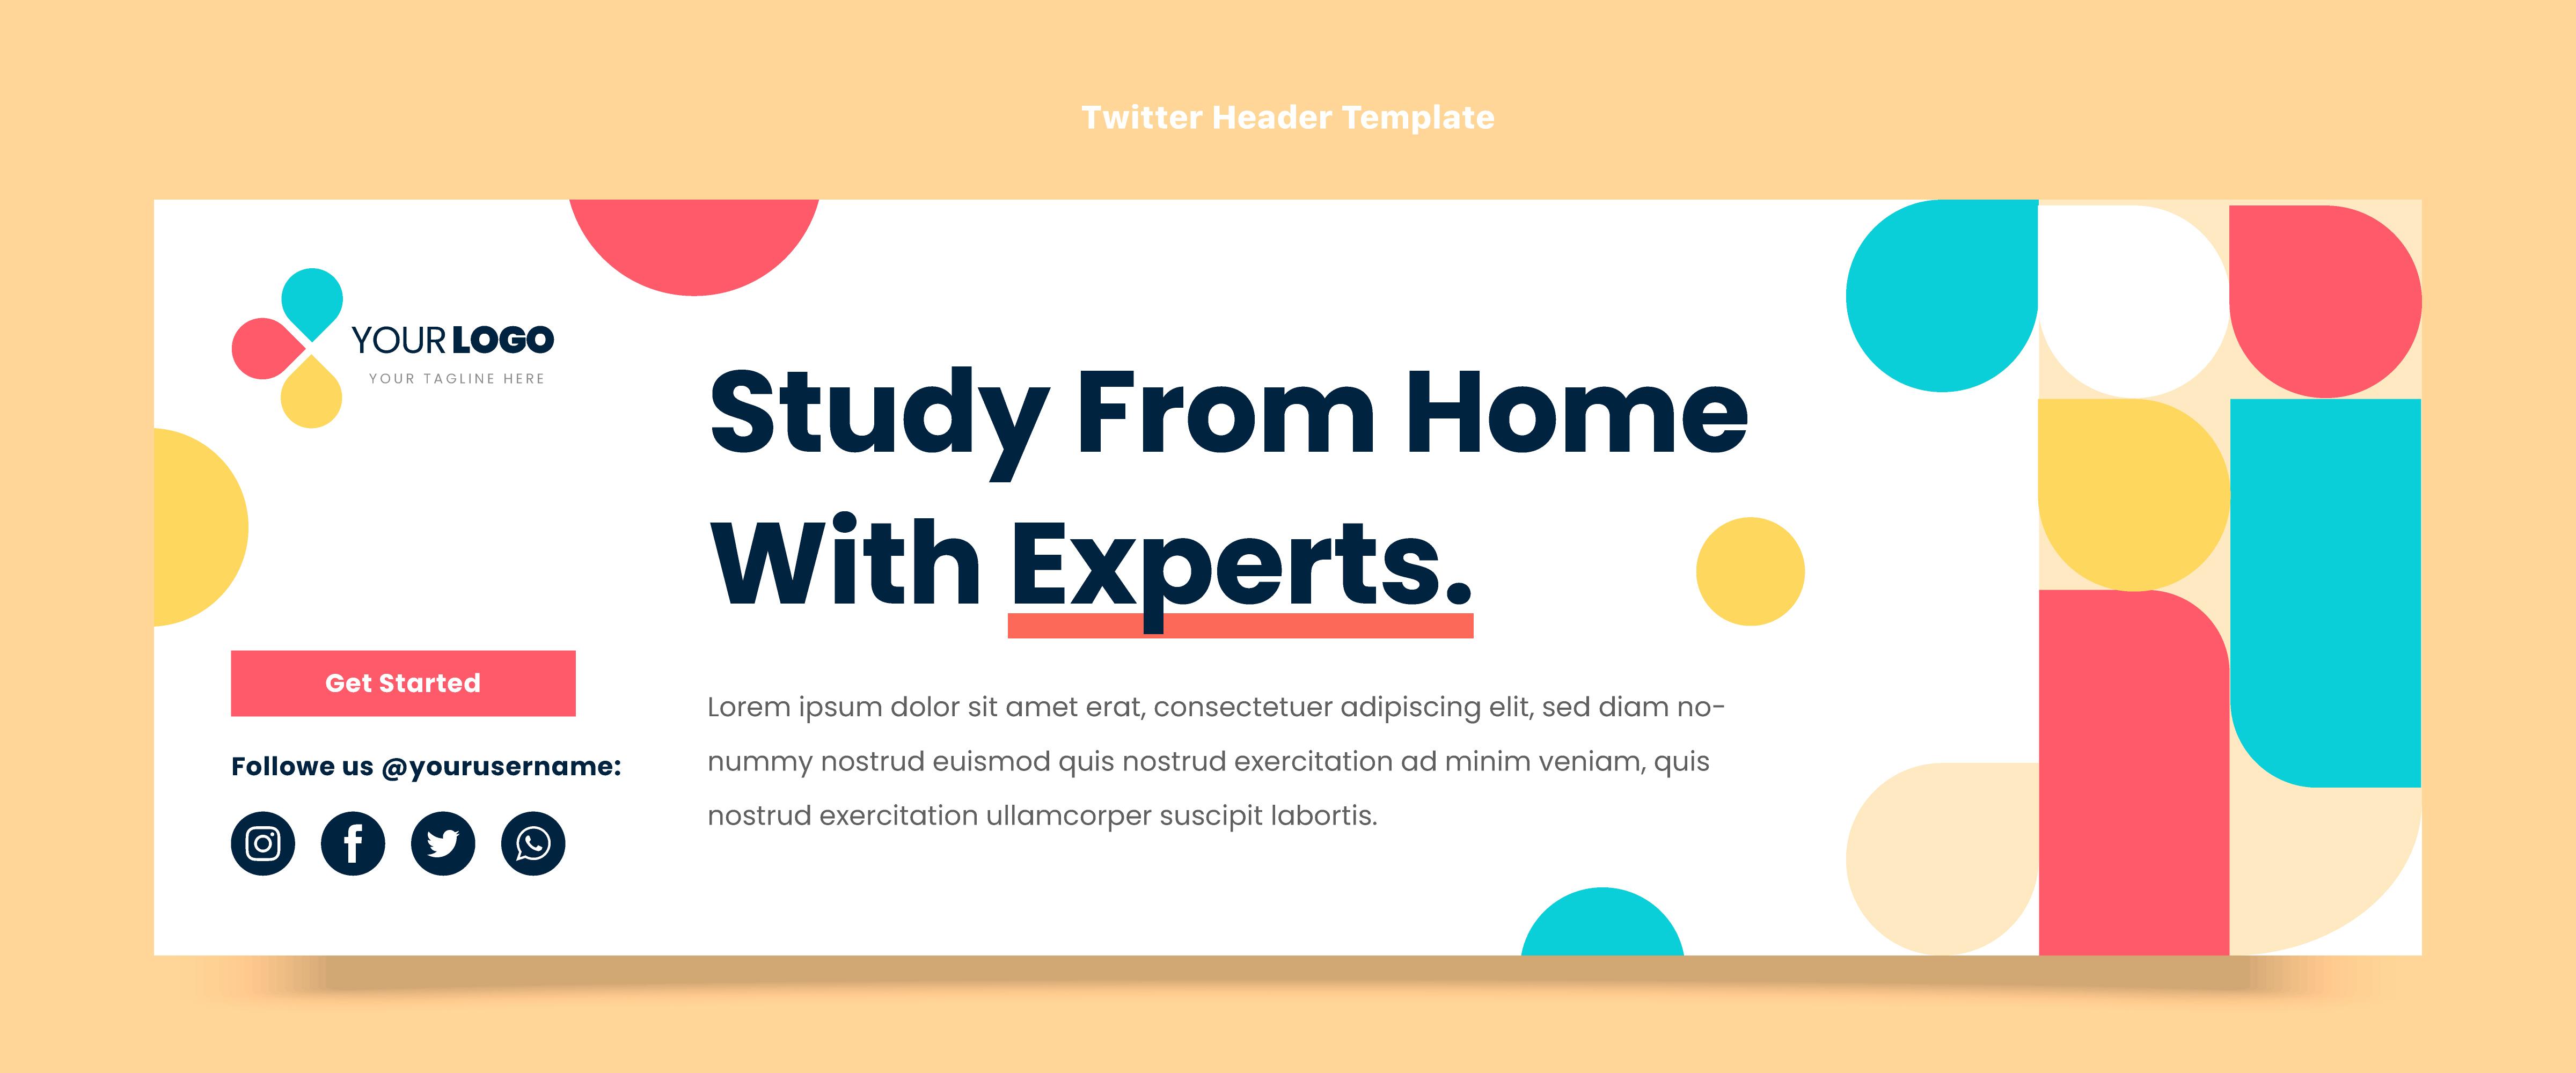 Twitter Header Template
YOUR LOGO
YOUR TAGLINE HERE
Study From Home
With Experts.
Lorem ipsum dolor sit amet erat, consectetuer adipiscing elit, sed diam no-
nummy nostrud euismod quis nostrud exercitation ad minim veniam, quis
nostrud exercitation ullamcorper suscipit labortis.
Get Started
Followe us @yourusername: